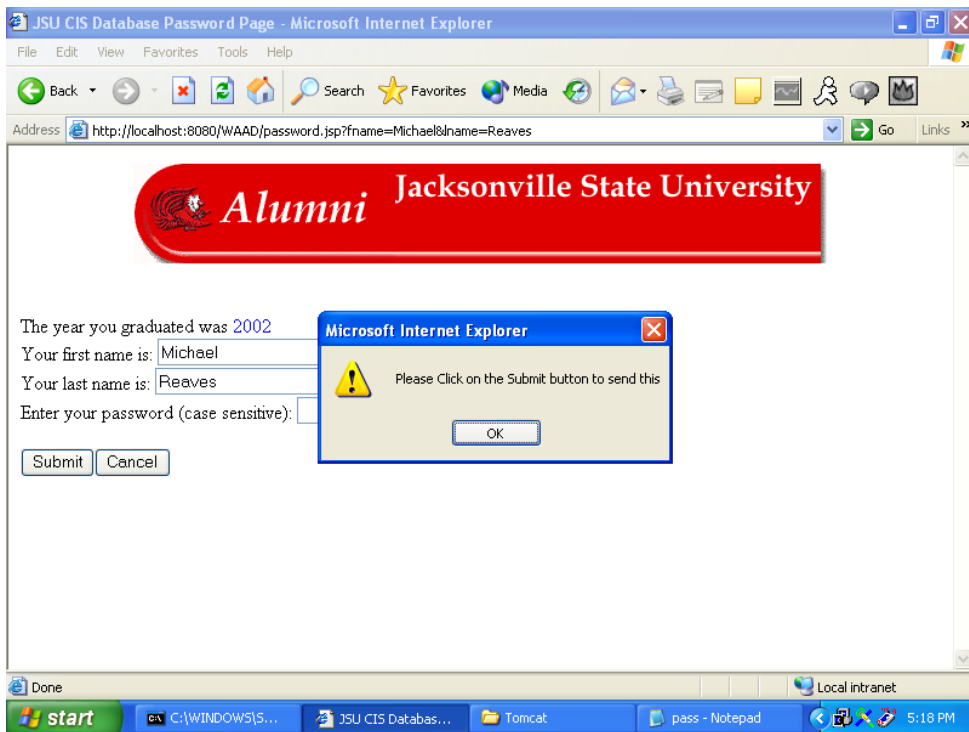 JSU CIS Database Password Page - Microsoft Internet Explorer
File Edit View Favorites Tools Help
Back Search Favorites Media
Address http://localhost:8080/WAAD/password.jsp?fname=Michael&lname=Reaves Go Links »
Alumni Jacksonville State University
The year you graduated was 2002
Your first name is: Michael
Your last name is: Reaves
Enter your password (case sensitive):
Submit Cancel
Microsoft Internet Explorer
Please Click on the Submit button to send this
OK
Done Local intranet
start C:\WINDOWS\S... JSU CIS Databas... Tomcat pass - Notepad 5:18 PM